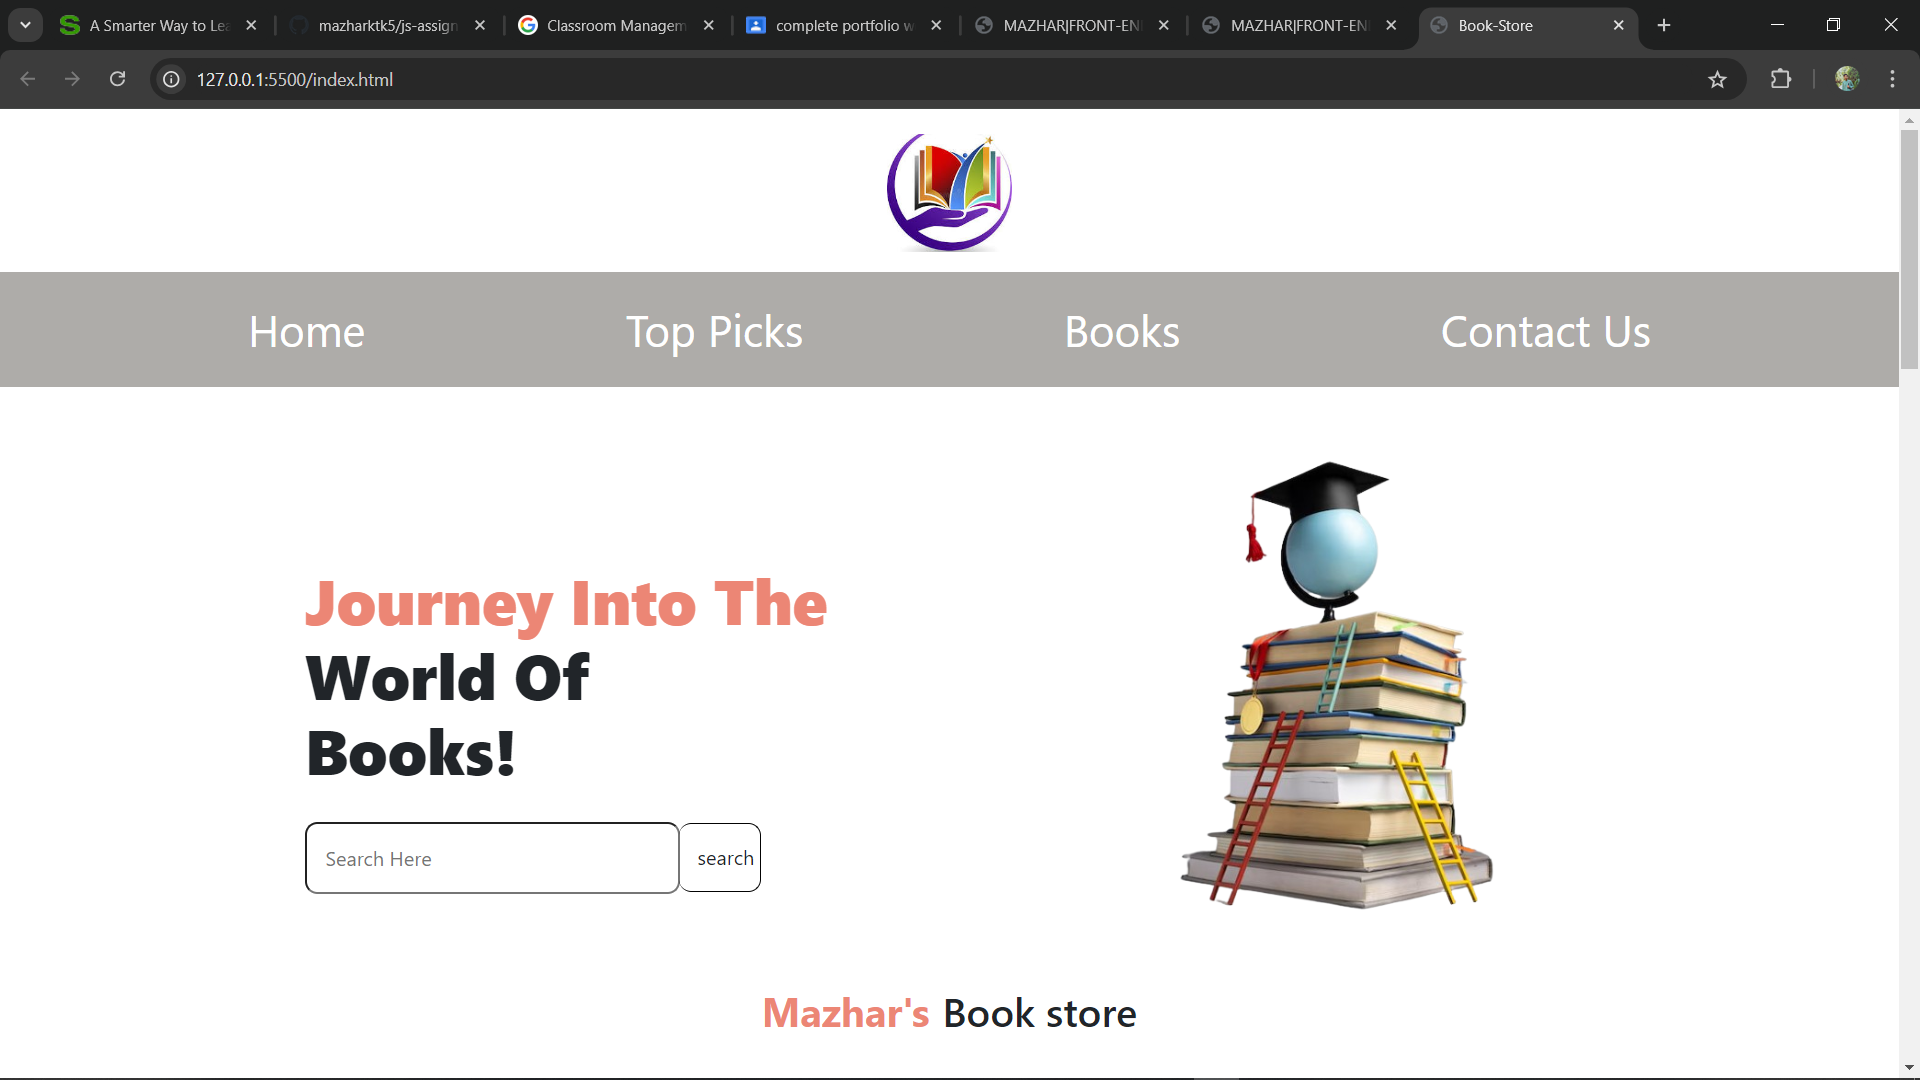 A Smarter Way to Lea
mazharktk5/js-assign
Classroom Managem
complete portfolio w
MAZHAR|FRONT-EN
MAZHAR|FRONT-EN
Book-Store
127.0.0.1:5500/index.html
Home
Top Picks
Books
Contact Us
Journey Into The
World Of
Books!
Search Here
search
Mazhar's Book store